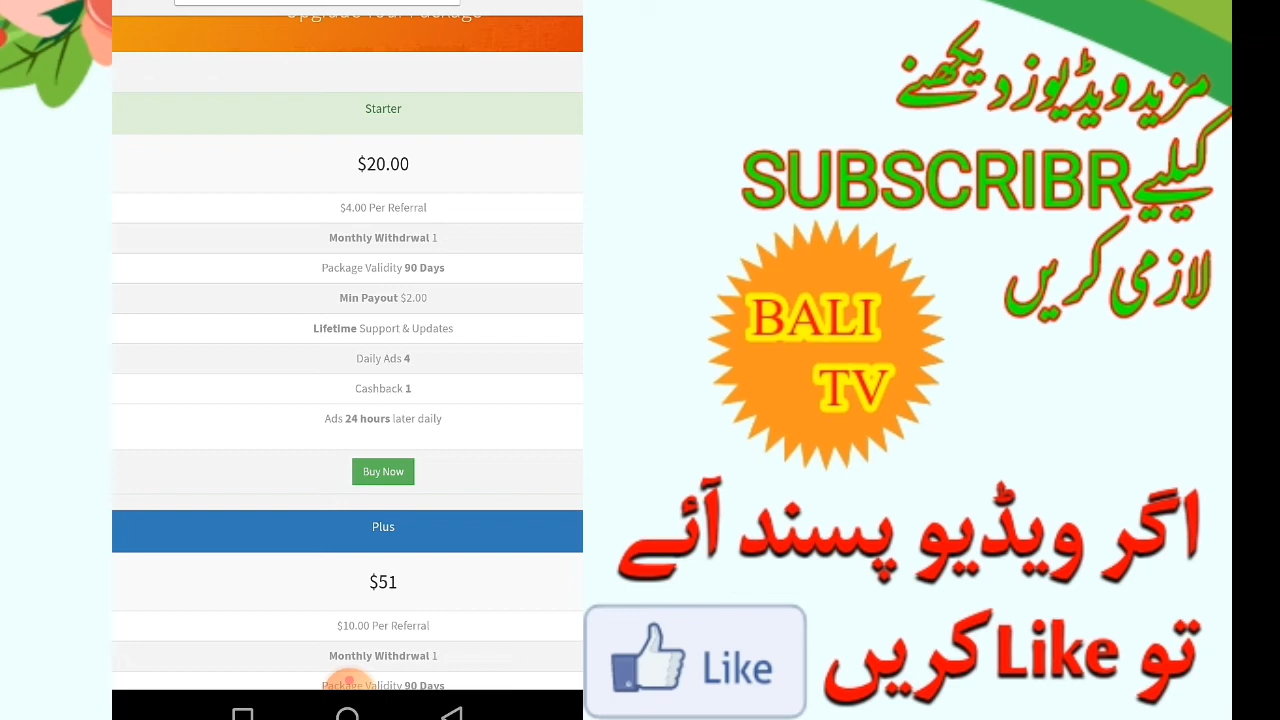 Upgrade Your Package
Starter
$20.00
$4.00 Per Referral
Monthly Withdrwal 1
Package Validity 90 Days
Min Payout $2.00
Lifetime Support & Updates
Daily Ads 4
Cashback 1
Ads 24 hours later daily
Buy Now
Plus
$51
$10.00 Per Referral
Monthly Withdrwal 1
Package Validity 90 Days
مزید ویڈیوز دیکھنے
کیلیے SUBSCRIBR
لازمی کریں
BALI
TV
اگر ویڈیو پسند آئے
تو Like کریں
Like